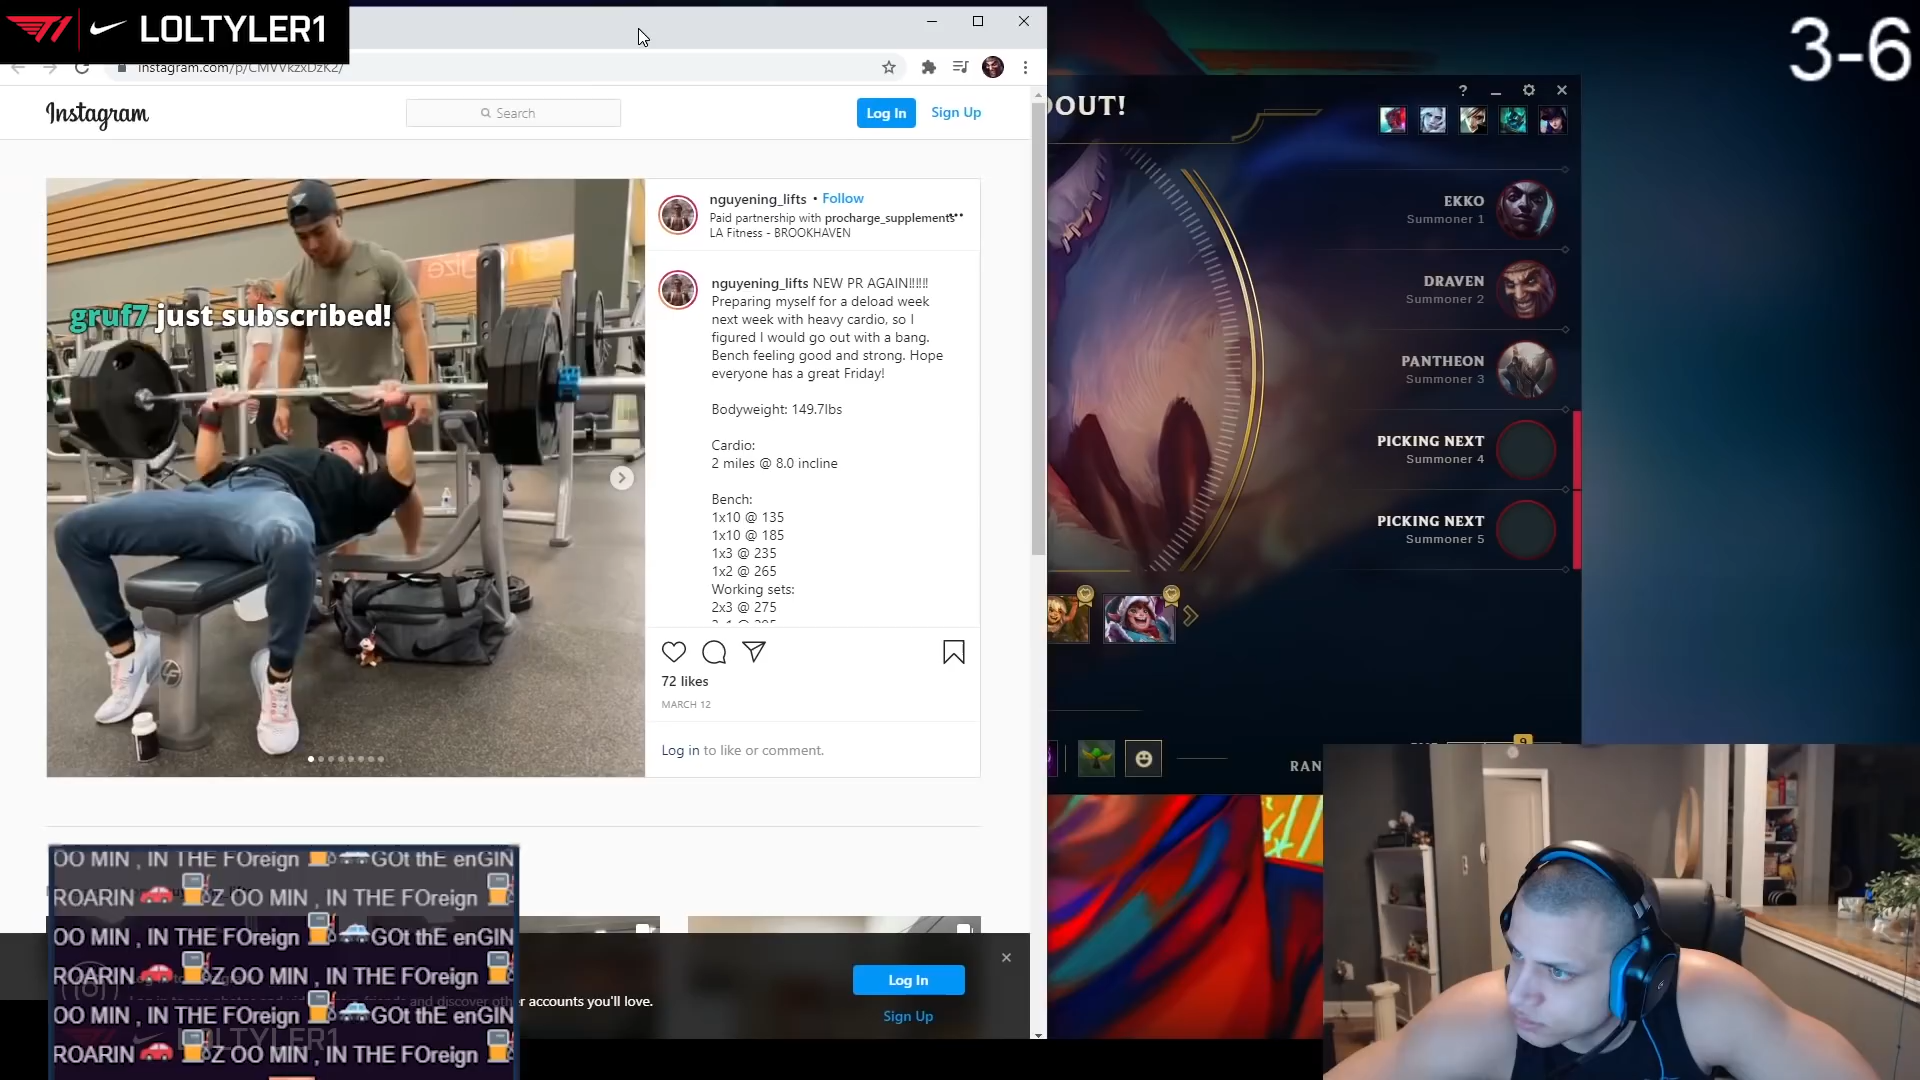 LOLTYLER1
instagram.com/p/CMVVkzxDzK2/
3-6
Instagram
Search
Log In
Sign Up
OUT!
gruf7 just subscribed!
nguyening_lifts • Follow
Paid partnership with procharge_supplements
LA Fitness - BROOKHAVEN
nguyening_lifts NEW PR AGAIN!!!!!!
Preparing myself for a deload week
next week with heavy cardio, so I
figured I would go out with a bang.
Bench feeling good and strong. Hope
everyone has a great Friday!
Bodyweight: 149.7lbs
Cardio:
2 miles @ 8.0 incline
Bench:
1x10 @ 135
1x10 @ 185
1x3 @ 235
1x2 @ 265
Working sets:
2x3 @ 275
72 likes
MARCH 12
Log in to like or comment.
EKKO
Summoner 1
DRAVEN
Summoner 2
PANTHEON
Summoner 3
PICKING NEXT
Summoner 4
PICKING NEXT
Summoner 5
RAN
9
OO MIN , IN THE FOreign ⛽🚙GOt thE enGIN
ROARIN 🚗⛽Z OO MIN , IN THE FOreign ⛽
OO MIN , IN THE FOreign ⛽🚙GOt thE enGIN
ROARIN 🚗⛽Z OO MIN , IN THE FOreign ⛽
OO MIN , IN THE FOreign ⛽🚙GOt thE enGIN
ROARIN 🚗⛽Z OO MIN , IN THE FOreign ⛽
and discover other accounts you'll love.
Log In
Sign Up
LOLTYLER1